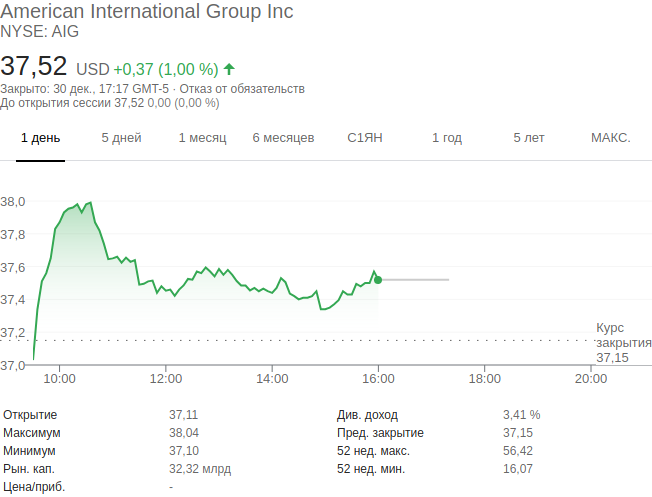 American International Group Inc
NYSE: AIG
37,52 USD +0,37 (1,00 %)
Закрыто: 30 дек., 17:17 GMT-5 · Отказ от обязательств
До открытия сессии 37,52 0,00 (0,00 %)
1 день 5 дней 1 месяц 6 месяцев С1ЯН 1 год 5 лет МАКС.
38,0
37,8
37,6
37,4
37,2
Курс
закрытия
37,15
37,0
10:00 12:00 14:00 16:00 18:00 20:00
Открытие 37,11 Див. доход 3,41 %
Максимум 38,04 Пред. закрытие 37,15
Минимум 37,10 52 нед. макс. 56,42
Рын. кап. 32,32 млрд 52 нед. мин. 16,07
Цена/приб. -